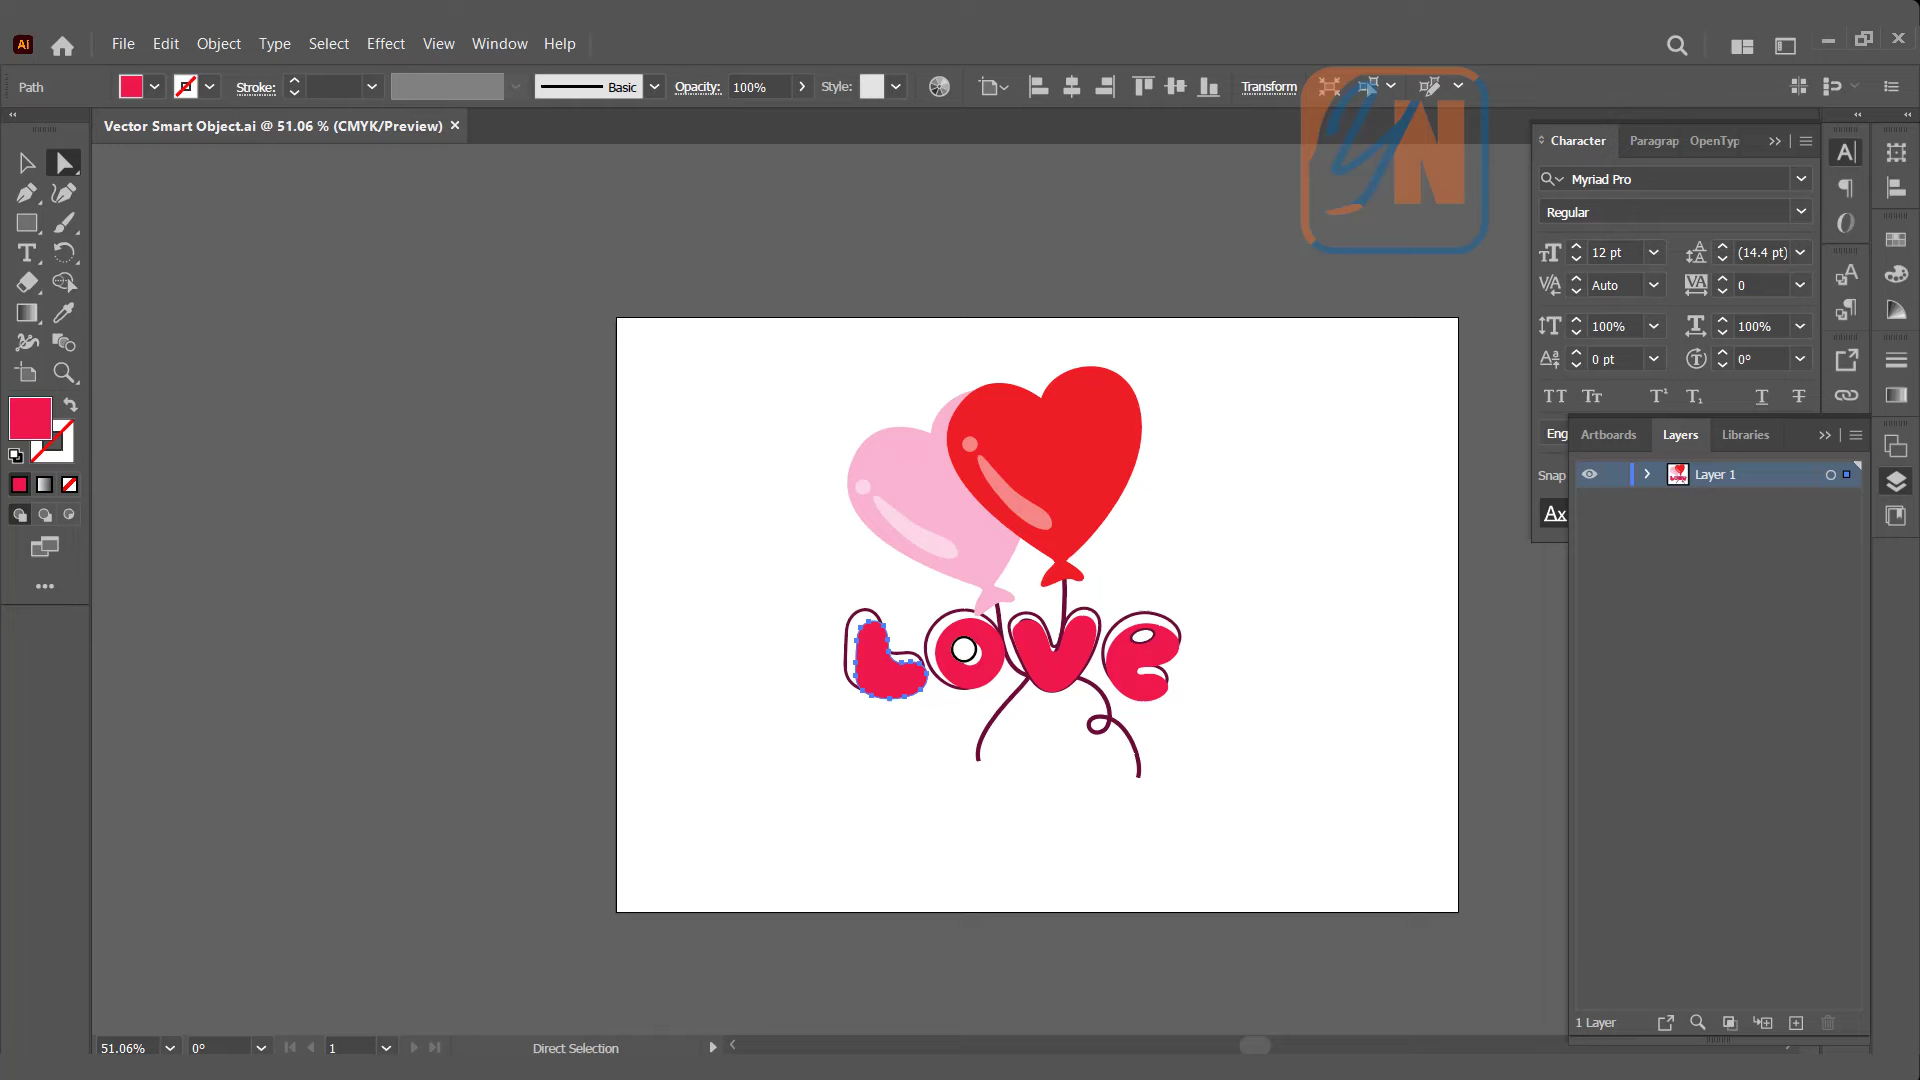 Ai
File Edit Object Type Select Effect View Window Help
Path Stroke: Basic Opacity: 100% Style: Transform
Vector Smart Object.ai @ 51.06 % (CMYK/Preview) ×
YN
Character Paragrap OpenTyp
Myriad Pro
Regular
12 pt (14.4 pt)
Auto 0
100% 100%
0 pt 0°
Eng
Artboards Layers Libraries
Snap
Layer 1
LOVE
1 Layer
51.06% 0° 1 Direct Selection